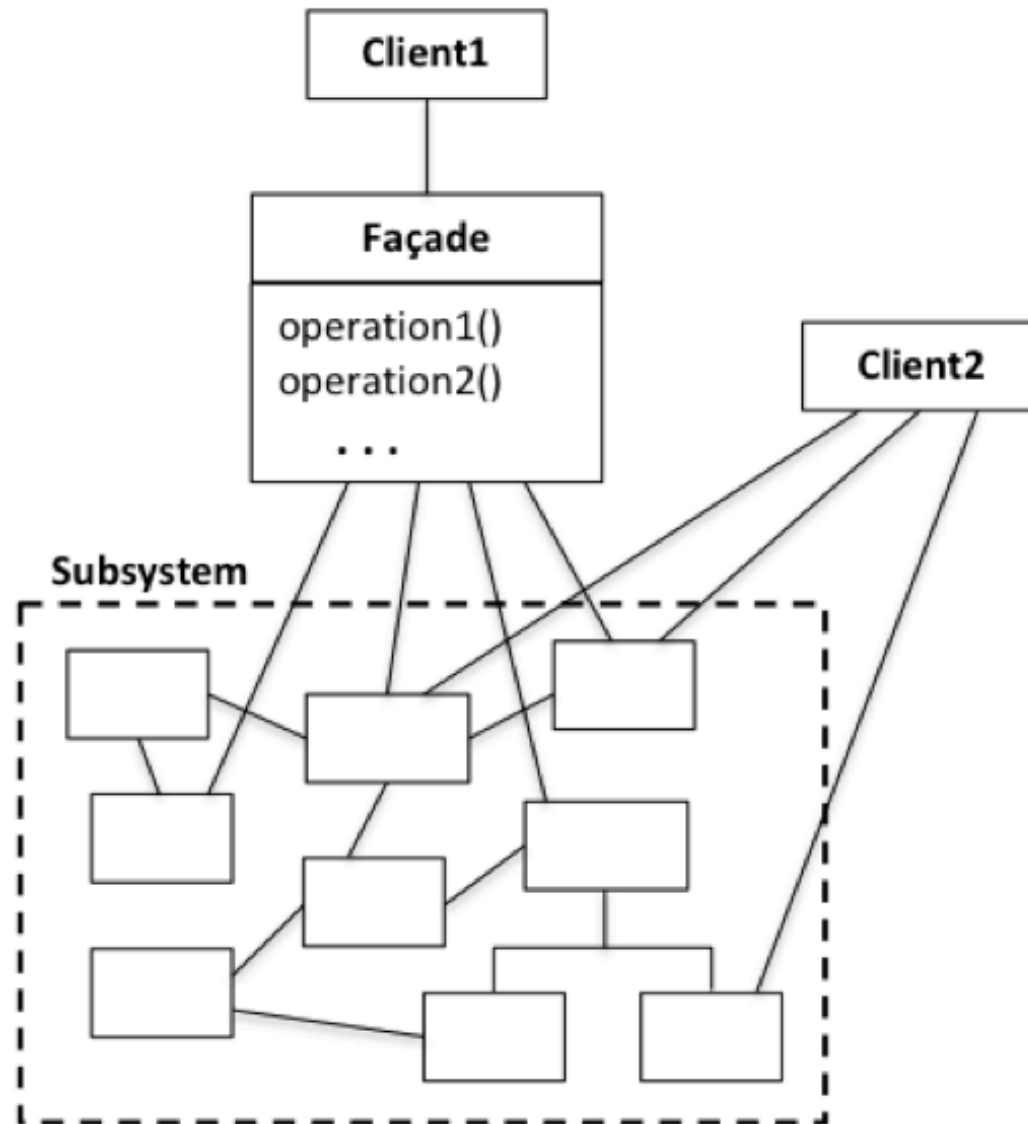 Client1
Façade
operation1()
operation2()
...
Client2
Subsystem